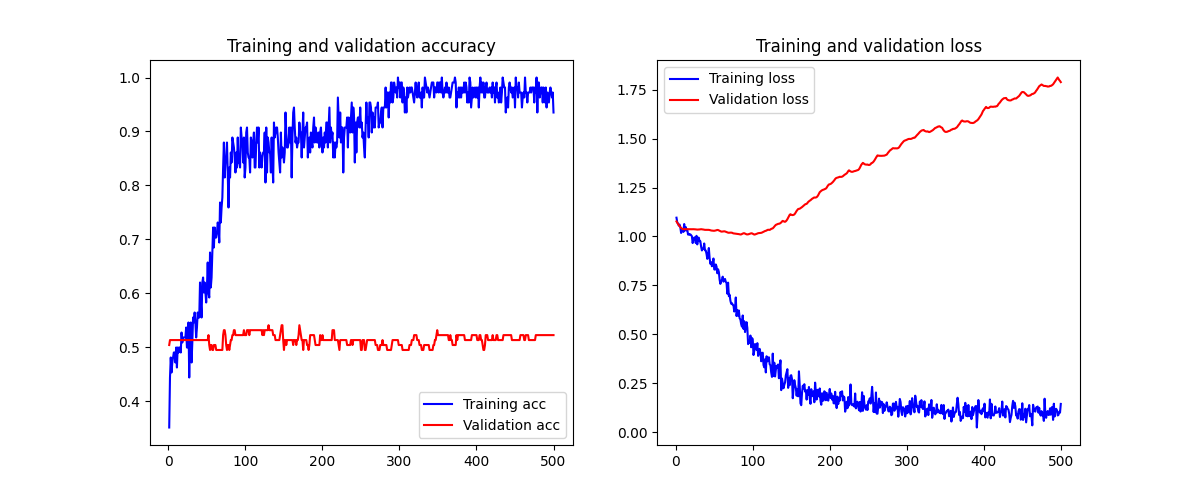 Training and validation accuracy
1.0
0.9
0.8
0.7
0.6
0.5
0.4
0 100 200 300 400 500
Training acc
Validation acc
Training and validation loss
Training loss
Validation loss
1.75
1.50
1.25
1.00
0.75
0.50
0.25
0.00
0 100 200 300 400 500